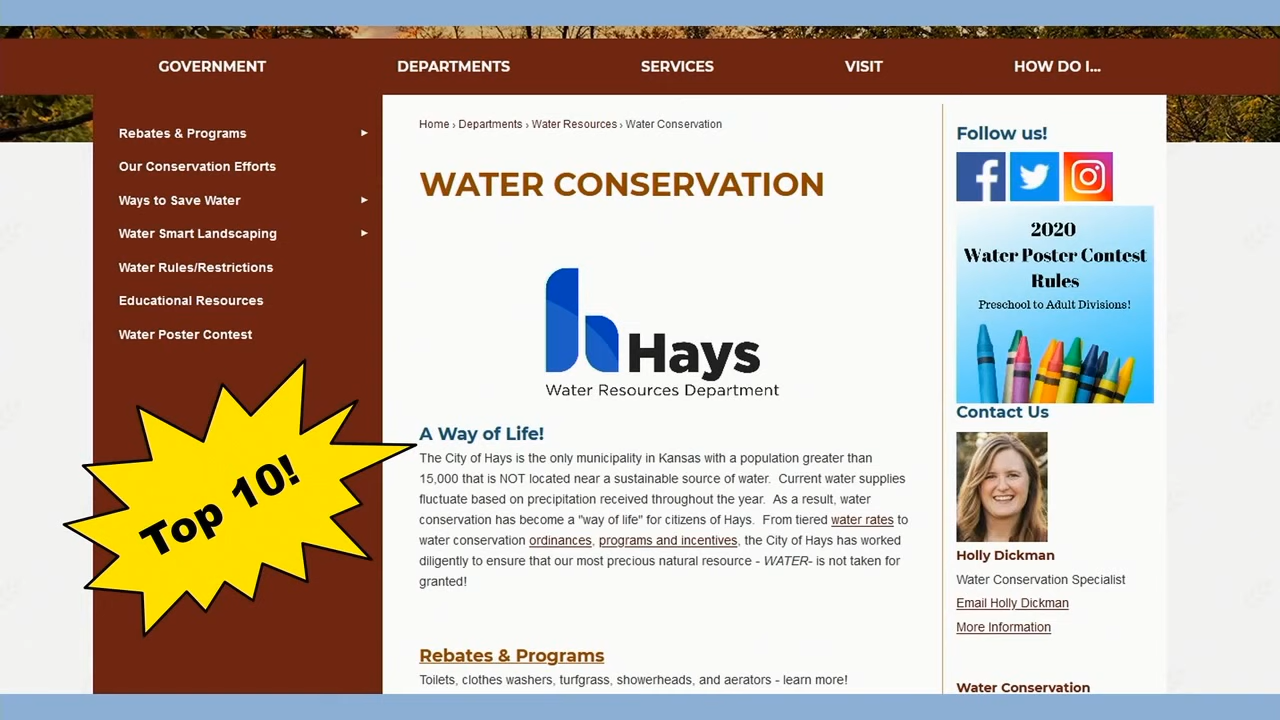 GOVERNMENT
DEPARTMENTS
SERVICES
VISIT
HOW DO I...
Rebates & Programs
Our Conservation Efforts
Ways to Save Water
Water Smart Landscaping
Water Rules/Restrictions
Educational Resources
Water Poster Contest
Top 10!
Home › Departments › Water Resources › Water Conservation
WATER CONSERVATION
Hays
Water Resources Department
A Way of Life!
The City of Hays is the only municipality in Kansas with a population greater than
15,000 that is NOT located near a sustainable source of water. Current water supplies
fluctuate based on precipitation received throughout the year. As a result, water
conservation has become a "way of life" for citizens of Hays. From tiered water rates to
water conservation ordinances, programs and incentives, the City of Hays has worked
diligently to ensure that our most precious natural resource - WATER- is not taken for
granted!
Rebates & Programs
Toilets, clothes washers, turfgrass, showerheads, and aerators - learn more!
Follow us!
2020
Water Poster Contest
Rules
Preschool to Adult Divisions!
Contact Us
Holly Dickman
Water Conservation Specialist
Email Holly Dickman
More Information
Water Conservation